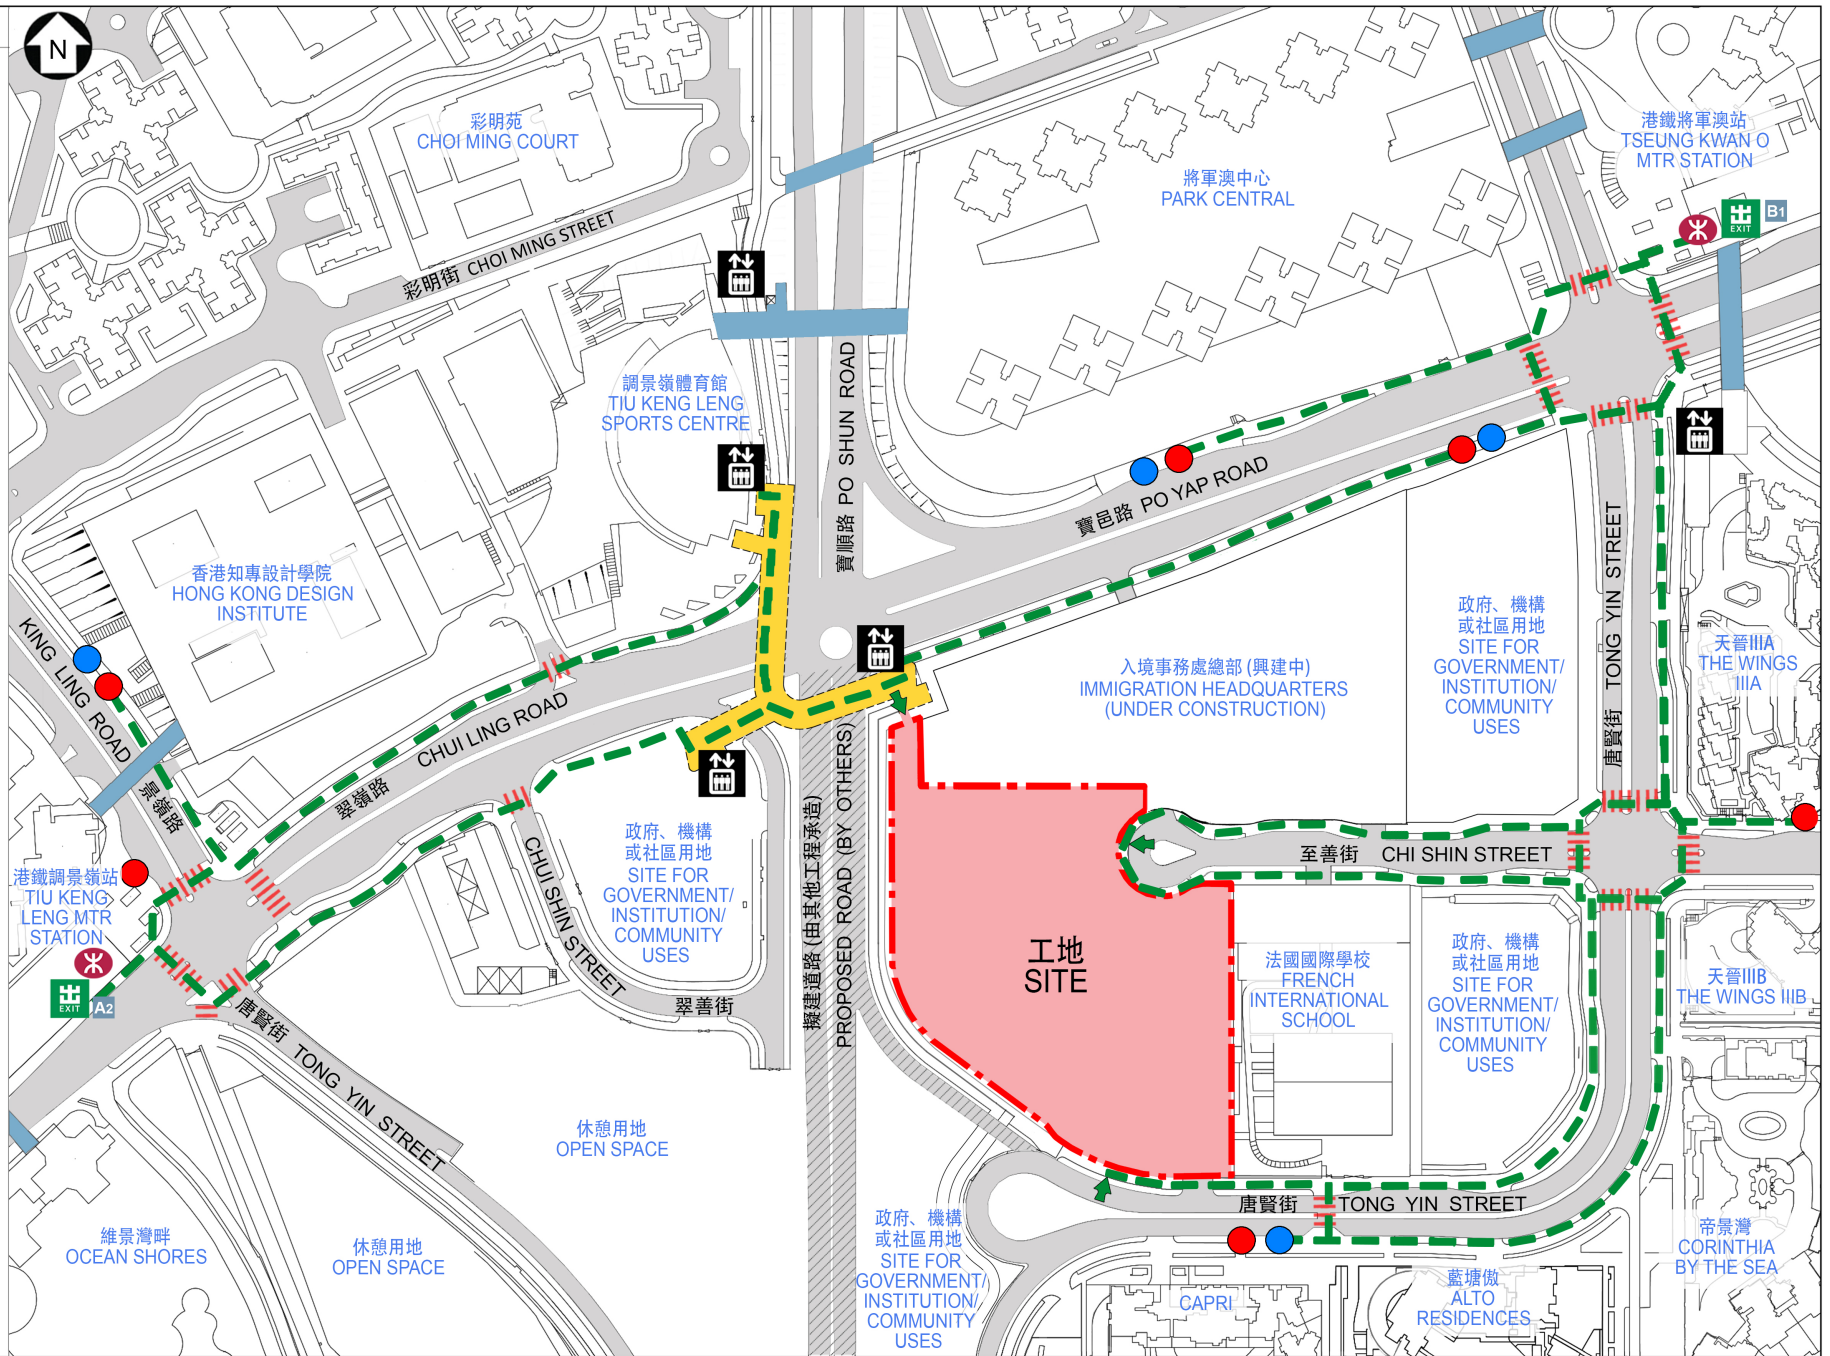 N
彩明苑
CHOI MING COURT
港鐵將軍澳站
TSEUNG KWAN O
MTR STATION
將軍澳中心
PARK CENTRAL
出
EXIT
B1
彩明街 CHOI MING STREET
調景嶺體育館
TIU KENG LENG
SPORTS CENTRE
寶順路 PO SHUN ROAD
寶邑路 PO YAP ROAD
香港知專設計學院
HONG KONG DESIGN
INSTITUTE
KING LING ROAD
景嶺路
翠嶺路 CHUI LING ROAD
入境事務處總部 (興建中)
IMMIGRATION HEADQUARTERS
(UNDER CONSTRUCTION)
政府、機構
或社區用地
SITE FOR
GOVERNMENT/
INSTITUTION/
COMMUNITY
USES
唐賢街 TONG YIN STREET
天晉IIIA
THE WINGS
IIIA
港鐵調景嶺站
TIU KENG
LENG MTR
STATION
出
EXIT
A2
政府、機構
或社區用地
SITE FOR
GOVERNMENT/
INSTITUTION/
COMMUNITY
USES
CHUI SHIN STREET
翠善街
擬建道路 (由其他工程承造)
PROPOSED ROAD (BY OTHERS)
至善街 CHI SHIN STREET
工地
SITE
法國國際學校
FRENCH
INTERNATIONAL
SCHOOL
政府、機構
或社區用地
SITE FOR
GOVERNMENT/
INSTITUTION/
COMMUNITY
USES
天晉IIIB
THE WINGS IIIB
唐賢街 TONG YIN STREET
休憩用地
OPEN SPACE
維景灣畔
OCEAN SHORES
休憩用地
OPEN SPACE
政府、機構
或社區用地
SITE FOR
GOVERNMENT/
INSTITUTION/
COMMUNITY
USES
唐賢街 TONG YIN STREET
CAPRI
藍塘傲
ALTO
RESIDENCES
帝景灣
CORINTHIA
BY THE SEA